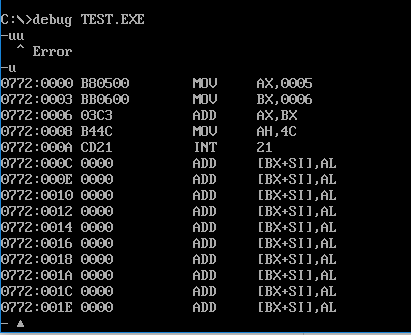 C:\>debug TEST.EXE
-uu
  ^ Error
-u
0772:0000 B80500        MOV     AX,0005
0772:0003 BB0600        MOV     BX,0006
0772:0006 03C3          ADD     AX,BX
0772:0008 B44C          MOV     AH,4C
0772:000A CD21          INT     21
0772:000C 0000          ADD     [BX+SI],AL
0772:000E 0000          ADD     [BX+SI],AL
0772:0010 0000          ADD     [BX+SI],AL
0772:0012 0000          ADD     [BX+SI],AL
0772:0014 0000          ADD     [BX+SI],AL
0772:0016 0000          ADD     [BX+SI],AL
0772:0018 0000          ADD     [BX+SI],AL
0772:001A 0000          ADD     [BX+SI],AL
0772:001C 0000          ADD     [BX+SI],AL
0772:001E 0000          ADD     [BX+SI],AL
- ▲